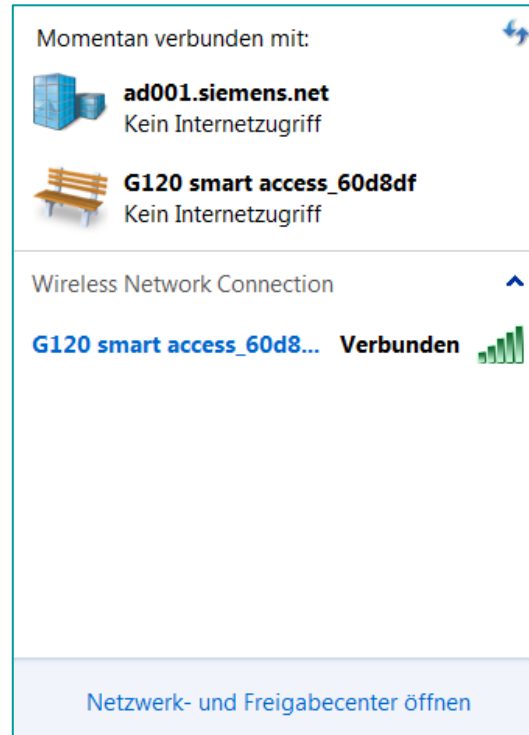 Momentan verbunden mit:
ad001.siemens.net
Kein Internetzugriff
G120 smart access_60d8df
Kein Internetzugriff
Wireless Network Connection
G120 smart access_60d8... Verbunden
Netzwerk- und Freigabecenter öffnen